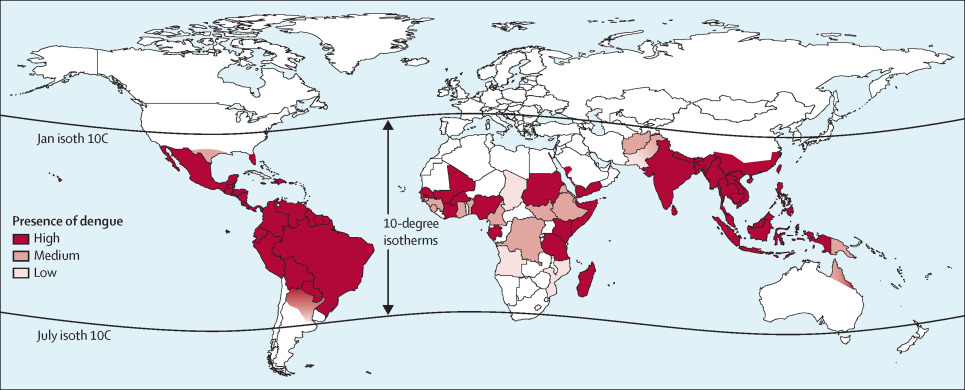 Jan isoth 10C
Presence of dengue
High
Medium
Low
10-degree
isotherms
July isoth 10C